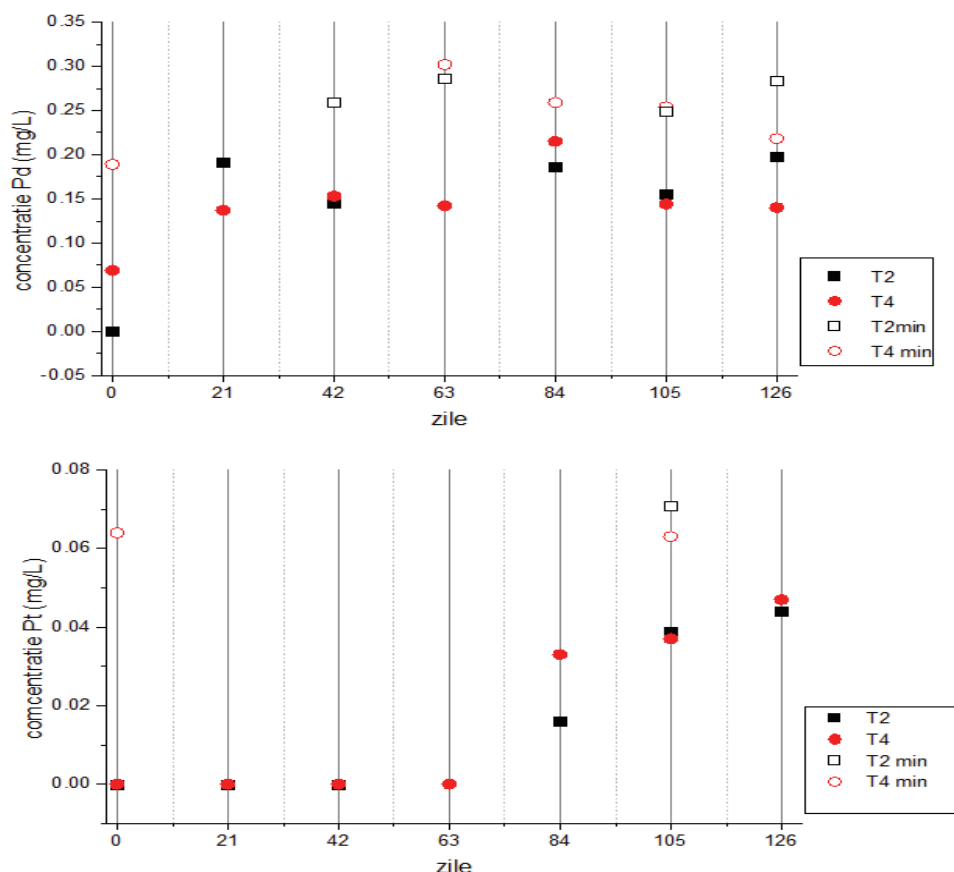 concentratie Pd (mg/L)
0.35
0.30
0.25
0.20
0.15
0.10
0.05
0.00
-0.05
0 21 42 63 84 105 126
zile
T2
T4
T2min
T4 min
comcentratie Pt (mg/L)
0.08
0.06
0.04
0.02
0.00
0 21 42 63 84 105 126
zile
T2
T4
T2 min
T4 min